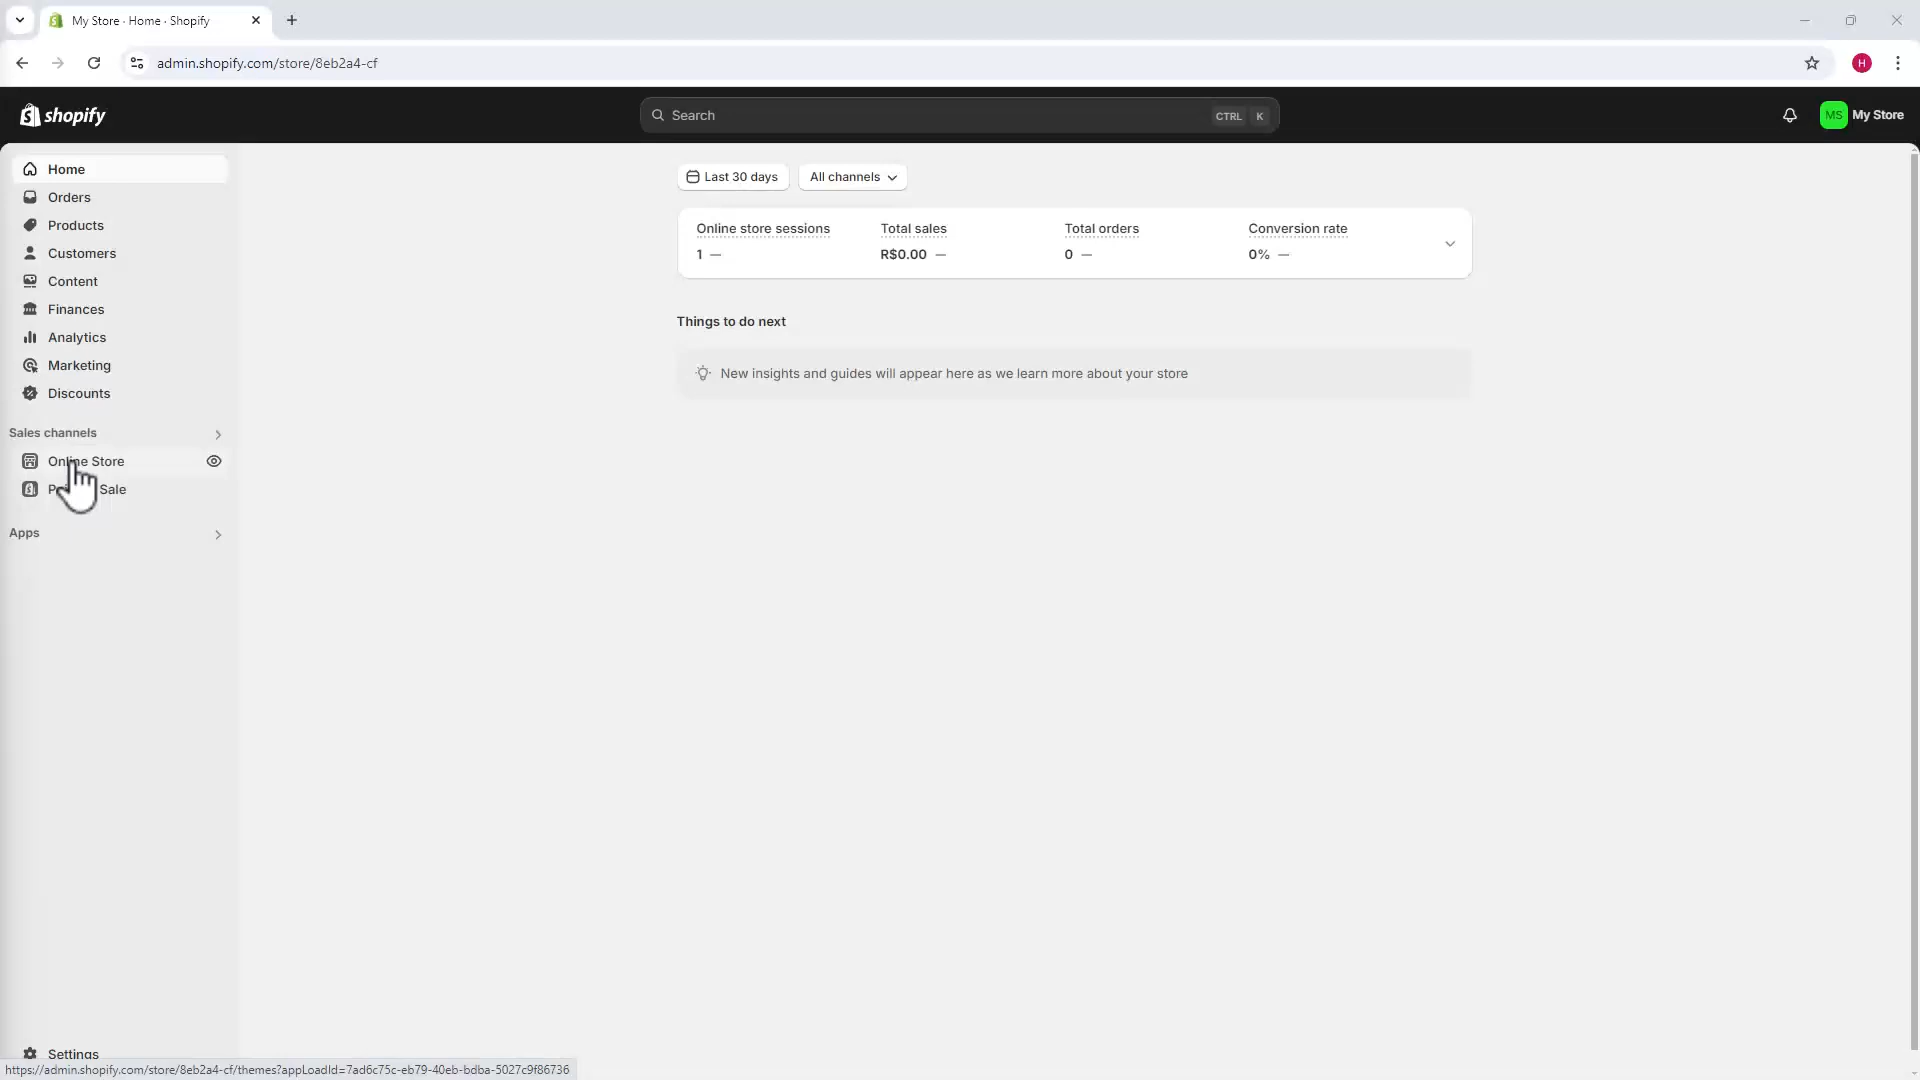 My Store · Home · Shopify
admin.shopify.com/store/8eb2a4-cf
shopify
Search
CTRL K
MS My Store
H
Home
Orders
Products
Customers
Content
Finances
Analytics
Marketing
Discounts
Sales channels
Online Store
Sale
Apps
Settings
Last 30 days
All channels
Online store sessions
1 —
Total sales
R$0.00 —
Total orders
0 —
Conversion rate
0% —
Things to do next
New insights and guides will appear here as we learn more about your store
https://admin.shopify.com/store/8eb2a4-cf/themes?appLoadId=7ad6c75c-eb79-40eb-bdba-5027c9f86736